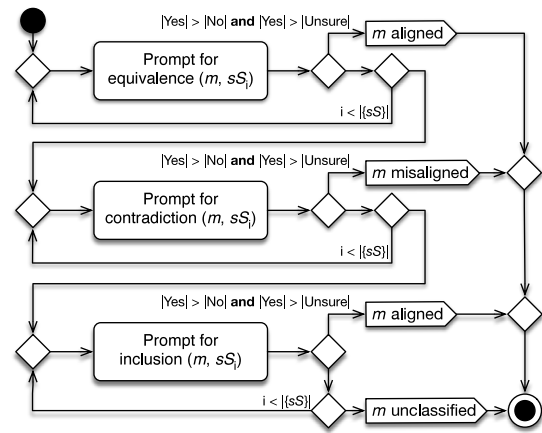 |Yes| > |No| and |Yes| > |Unsure|
m aligned
Prompt for
equivalence (m, sSi)
i < |{sS}|
|Yes| > |No| and |Yes| > |Unsure|
m misaligned
Prompt for
contradiction (m, sSi)
i < |{sS}|
|Yes| > |No| and |Yes| > |Unsure|
m aligned
Prompt for
inclusion (m, sSi)
i < |{sS}|
m unclassified